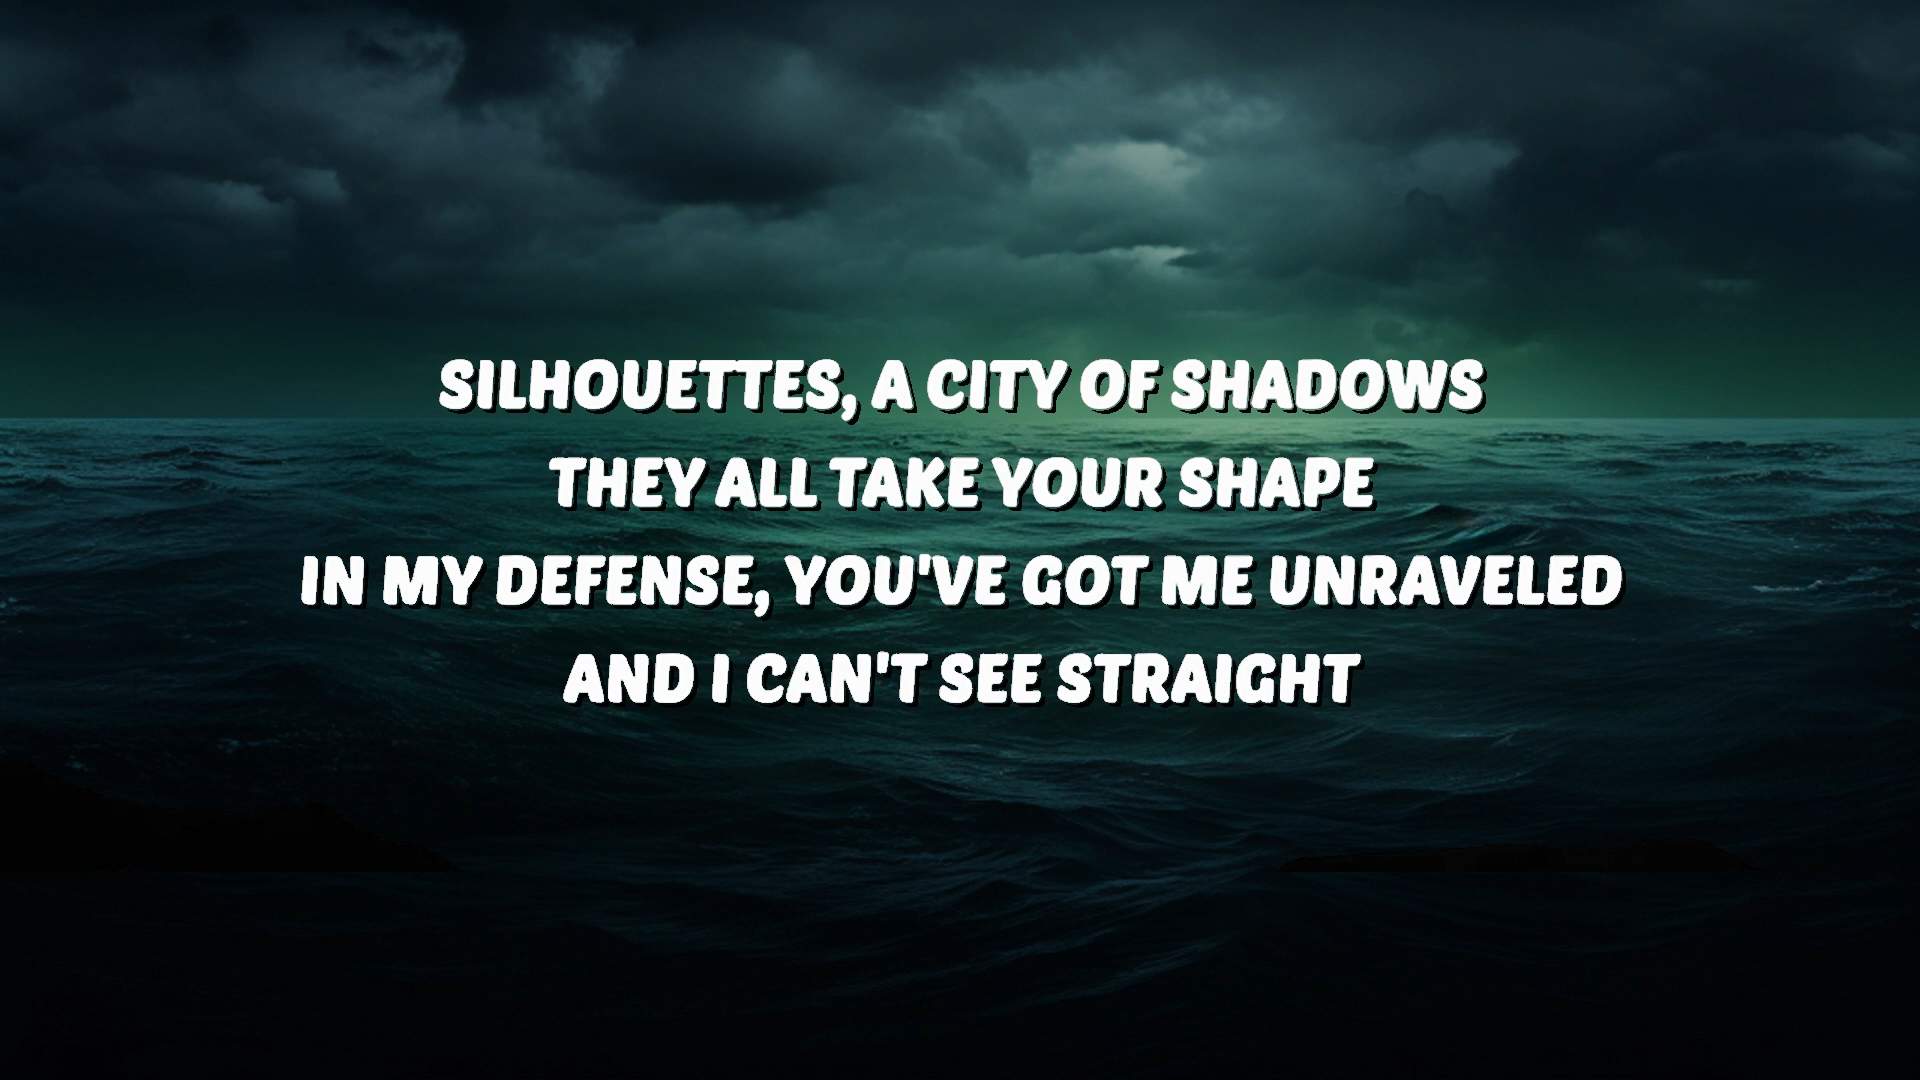 SILHOUETTES, A CITY OF SHADOWS
THEY ALL TAKE YOUR SHAPE
IN MY DEFENSE, YOU'VE GOT ME UNRAVELED
AND I CAN'T SEE STRAIGHT